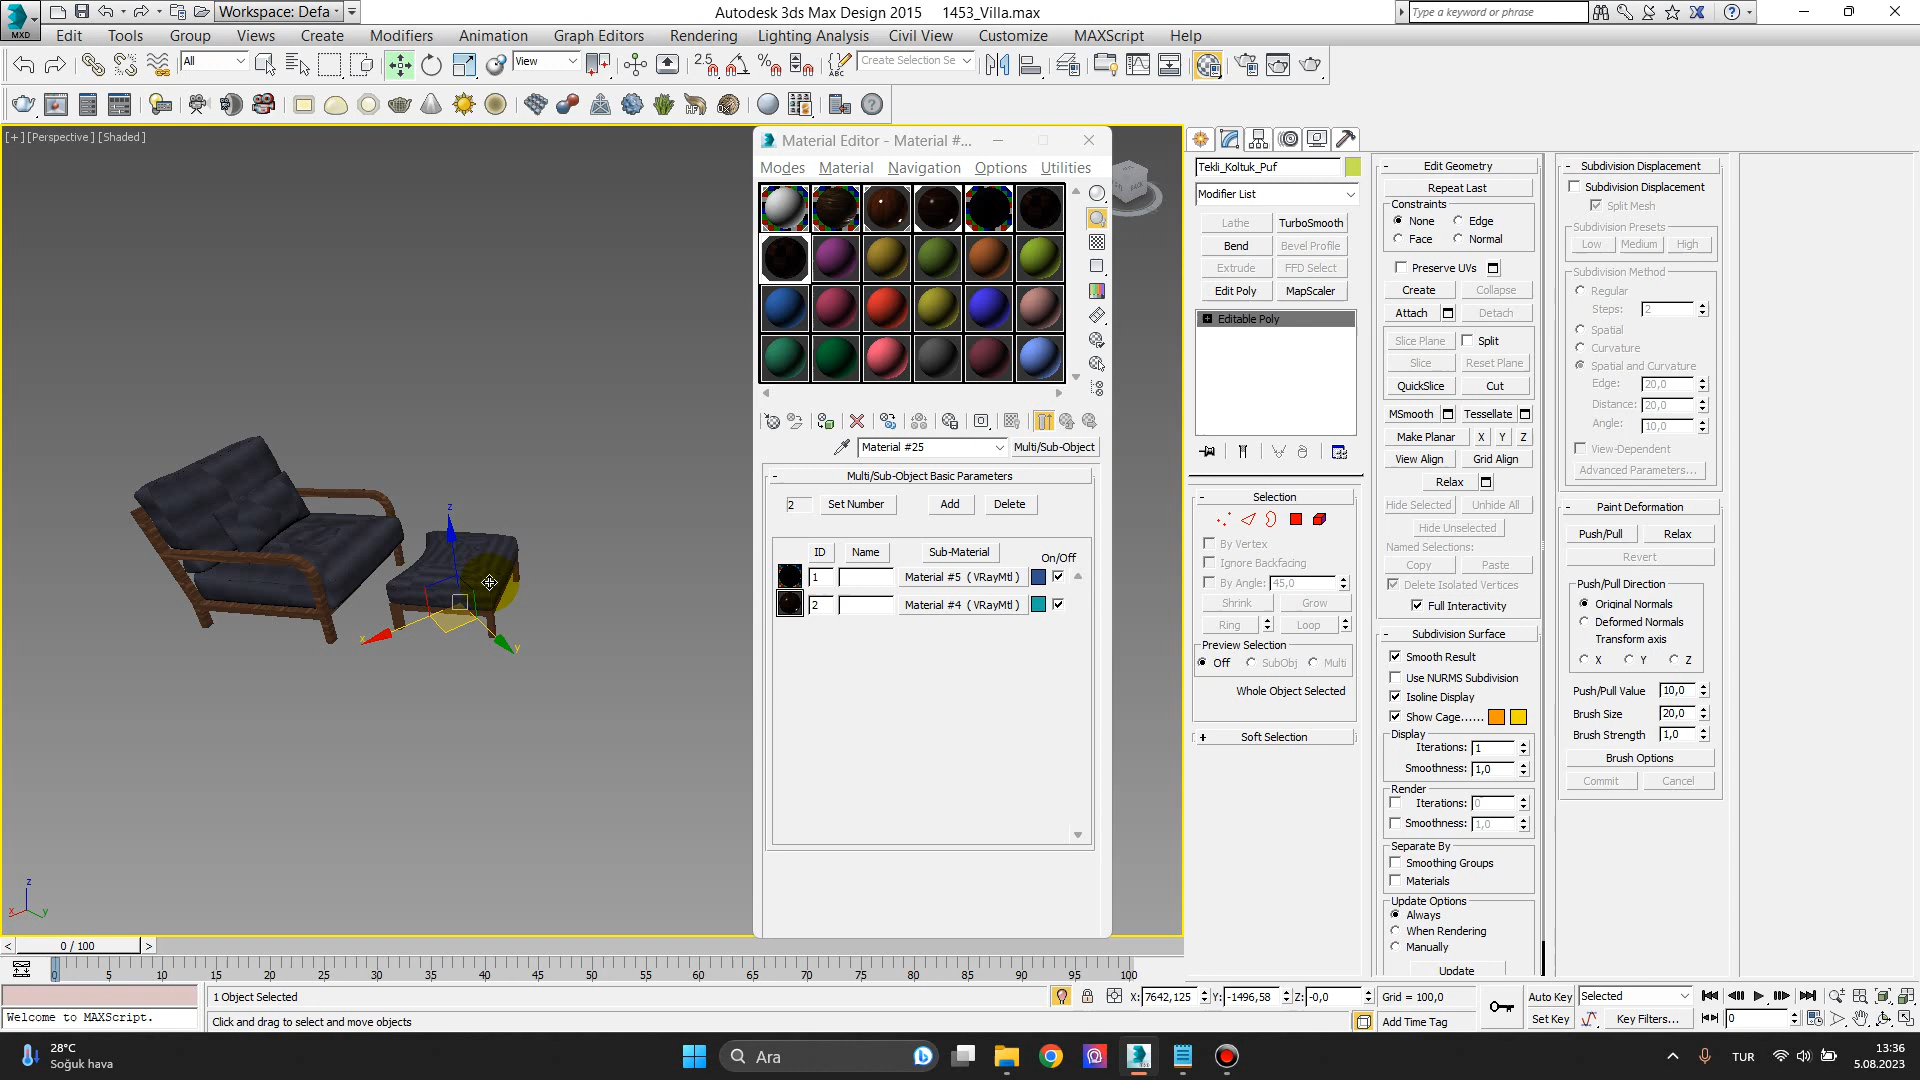 Workspace: Defa
Autodesk 3ds Max Design 2015 1453_Villa.max
Type a keyword or phrase
MXD
Edit Tools Group Views Create Modifiers Animation Graph Editors Rendering Lighting Analysis Civil View Customize MAXScript Help
All
View
2.5
Create Selection Se
[+] [Perspective] [Shaded]
Material Editor - Material #...
Modes Material Navigation Options Utilities
Material #25
Multi/Sub-Object
Multi/Sub-Object Basic Parameters
2
Set Number
Add
Delete
ID
Name
Sub-Material
On/Off
1
Material #5 ( VRayMtl )
2
Material #4 ( VRayMtl )
Tekli_Koltuk_Puf
Modifier List
Lathe
TurboSmooth
Bend
Bevel Profile
Extrude
FFD Select
Edit Poly
MapScaler
Editable Poly
Selection
By Vertex
Ignore Backfacing
By Angle: 45,0
Shrink
Grow
Ring
Loop
Preview Selection
Off SubObj Multi
Whole Object Selected
Soft Selection
Edit Geometry
Repeat Last
Constraints
None Edge
Face Normal
Preserve UVs
Create
Collapse
Attach
Detach
Slice Plane
Split
Slice
Reset Plane
QuickSlice
Cut
MSmooth
Tessellate
Make Planar
X Y Z
View Align
Grid Align
Relax
Hide Selected
Unhide All
Hide Unselected
Named Selections:
Copy
Paste
Delete Isolated Vertices
Full Interactivity
Subdivision Surface
Smooth Result
Use NURMS Subdivision
Isoline Display
Show Cage......
Display
Iterations: 1
Smoothness: 1,0
Render
Iterations: 0
Smoothness: 1,0
Separate By
Smoothing Groups
Materials
Update Options
Always
When Rendering
Manually
Update
Subdivision Displacement
Subdivision Displacement
Split Mesh
Subdivision Presets
Low Medium High
Subdivision Method
Regular
Steps: 2
Spatial
Curvature
Spatial and Curvature
Edge: 20,0
Distance: 20,0
Angle: 10,0
View-Dependent
Advanced Parameters...
Paint Deformation
Push/Pull
Relax
Revert
Push/Pull Direction
Original Normals
Deformed Normals
Transform axis
X Y Z
Push/Pull Value 10,0
Brush Size 20,0
Brush Strength 1,0
Brush Options
Commit
Cancel
z
x
y
z
x
y
< 0 / 100 >
0 5 10 15 20 25 30 35 40 45 50 55 60 65 70 75 80 85 90 95 100
1 Object Selected
X: 7642,125 Y: -1496,58 Z: -0,0 Grid = 100,0
Auto Key
Selected
Welcome to MAXScript.
Click and drag to select and move objects
Add Time Tag
Set Key
Key Filters...
0
28°C
Soğuk hava
Ara
TUR
13:36
5.08.2023